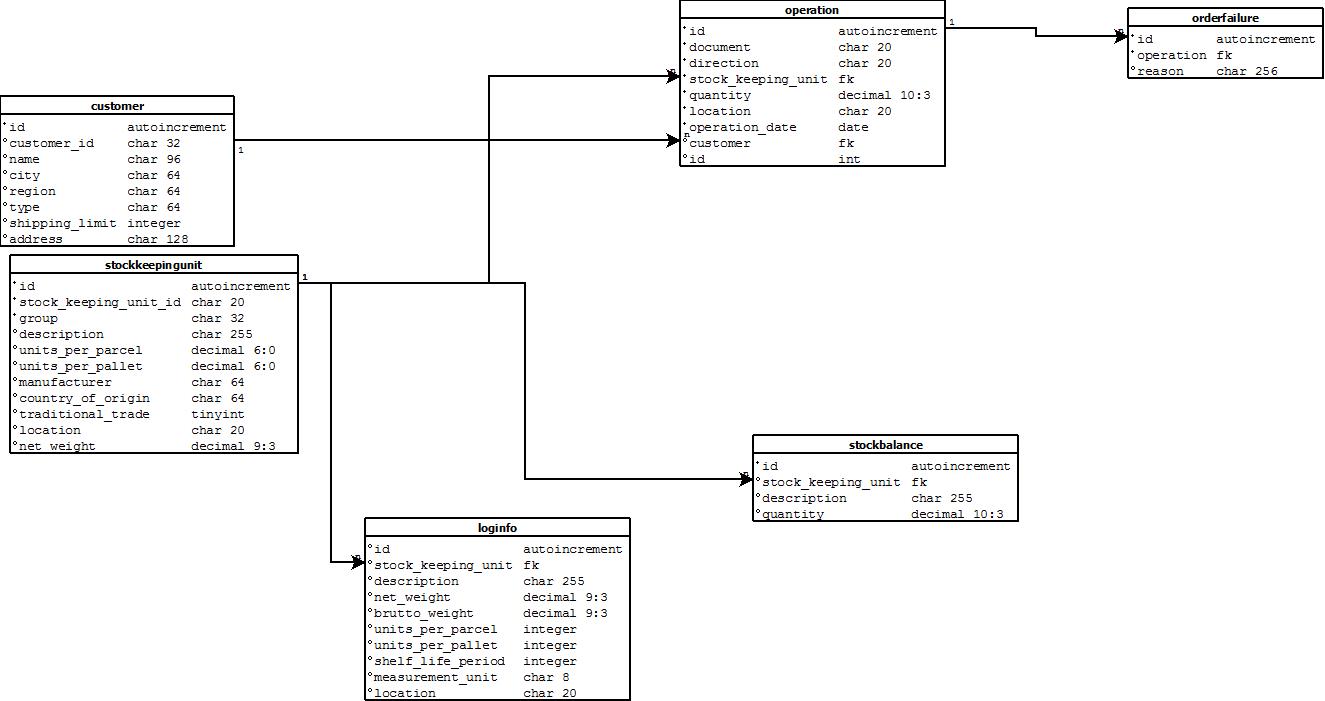 operation
id autoincrement
document char 20
direction char 20
stock_keeping_unit fk
quantity decimal 10:3
location char 20
operation_date date
customer fk
id int
1
n
n
orderfailure
id autoincrement
operation fk
reason char 256
n
customer
id autoincrement
customer_id char 32
name char 96
city char 64
region char 64
type char 64
shipping_limit integer
address char 128
1
stockkeepingunit
id autoincrement
stock_keeping_unit_id char 20
group char 32
description char 255
units_per_parcel decimal 6:0
units_per_pallet decimal 6:0
manufacturer char 64
country_of_origin char 64
traditional_trade tinyint
location char 20
net_weight decimal 9:3
1
stockbalance
id autoincrement
stock_keeping_unit fk
description char 255
quantity decimal 10:3
n
loginfo
id autoincrement
stock_keeping_unit fk
description char 255
net_weight decimal 9:3
brutto_weight decimal 9:3
units_per_parcel integer
units_per_pallet integer
shelf_life_period integer
measurement_unit char 8
location char 20
n